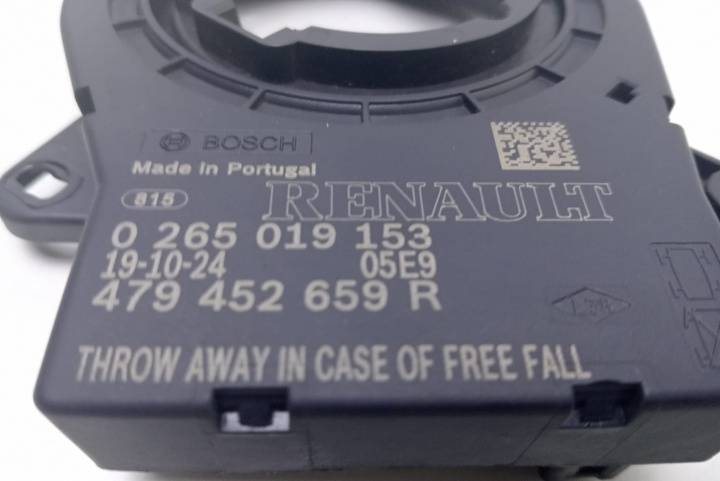 BOSCH
Made in Portugal
815
RENAULT
0 265 019 153
19-10-24 05E9
479 452 659 R
THROW AWAY IN CASE OF FREE FALL